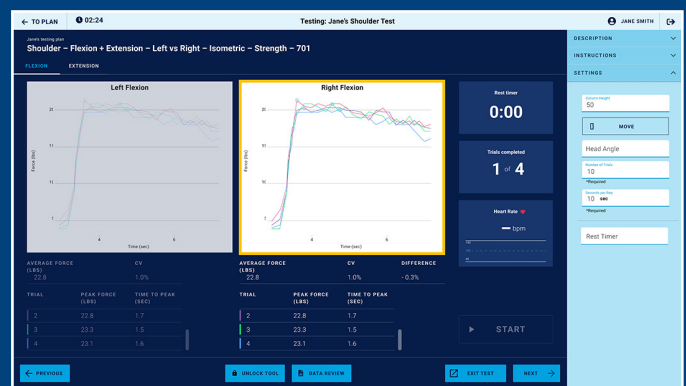 TO PLAN
02:24
Testing: Jane's Shoulder Test
JANE SMITH
Jane's testing plan
Shoulder – Flexion + Extension – Left vs Right – Isometric – Strength – 701
FLEXION
EXTENSION
Left Flexion
Force (lbs)
4
6
Time (sec)
AVERAGE FORCE (LBS)
CV
22.8
1.0%
TRIAL
PEAK FORCE (LBS)
TIME TO PEAK (SEC)
2 22.8 1.7
3 23.3 1.5
4 23.1 1.6
Right Flexion
Force (lbs)
4
6
Time (sec)
AVERAGE FORCE (LBS)
CV
DIFFERENCE
22.8
1.0%
- 0.3%
TRIAL
PEAK FORCE (LBS)
TIME TO PEAK (SEC)
2 22.8 1.7
3 23.3 1.5
4 23.1 1.6
Rest timer
0:00
Trials completed
1 of 4
Heart Rate
bpm
START
DESCRIPTION
INSTRUCTIONS
SETTINGS
Column Height
50
MOVE
Head Angle
Number of Trials
10
*Required
Seconds per Rep
10 sec
*Required
Rest Timer
PREVIOUS
UNLOCK TOOL
DATA REVIEW
EXIT TEST
NEXT